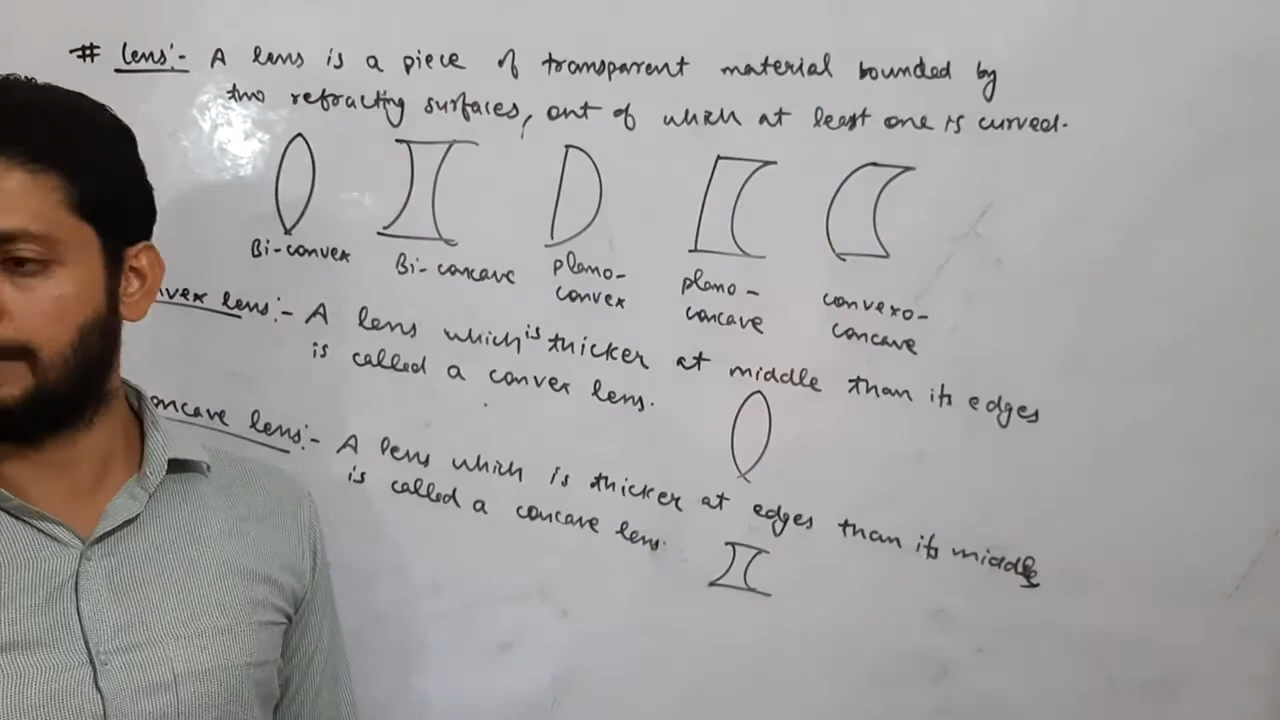 # Lens:- A lens is a piece of transparent material bounded by
two refracting surfaces, out of which at least one is curved.
Bi-convex Bi-concave plano-convex plano-concave convexo-concave
nvex lens:- A lens which is thicker at middle than its edges
is called a convex lens.
oncave lens:- A lens which is thicker at edges than its middle
is called a concave lens.